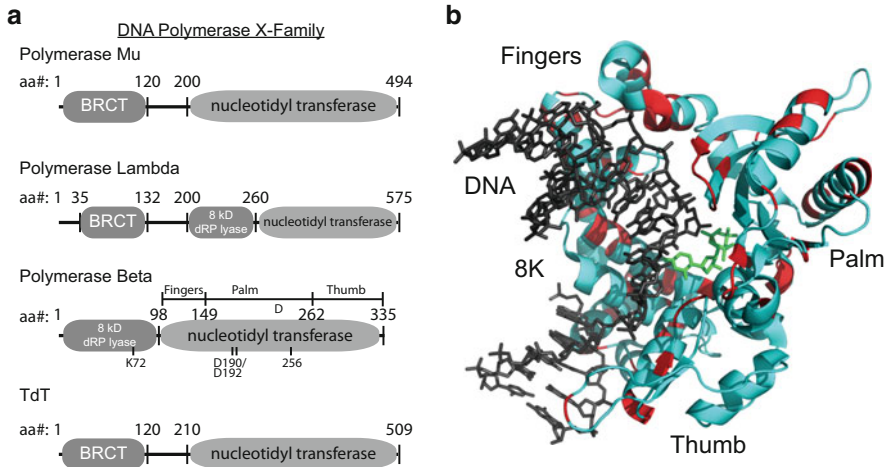 a
DNA Polymerase X-Family
Polymerase Mu
aa#: 1 120 200 494
BRCT nucleotidyl transferase
Polymerase Lambda
aa#: 1 35 132 200 260 575
BRCT 8 kD dRP lyase nucleotidyl transferase
Polymerase Beta
Fingers Palm Thumb
D
aa#: 1 98 149 262 335
8 kD dRP lyase nucleotidyl transferase
K72 D190/ 256
D192
TdT
aa#: 1 120 210 509
BRCT nucleotidyl transferase
b
Fingers
DNA
8K
Palm
Thumb